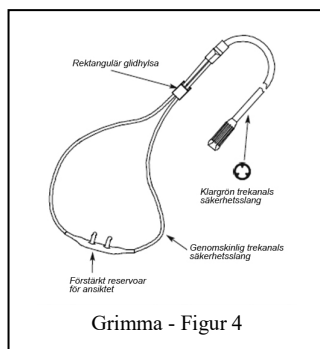 Rektangulär glidhylsa
Klargrön trekanals
säkerhetsslang
Genomskinlig trekanals
säkerhetsslang
Förstärkt reservoar
för ansiktet
Grimma - Figur 4